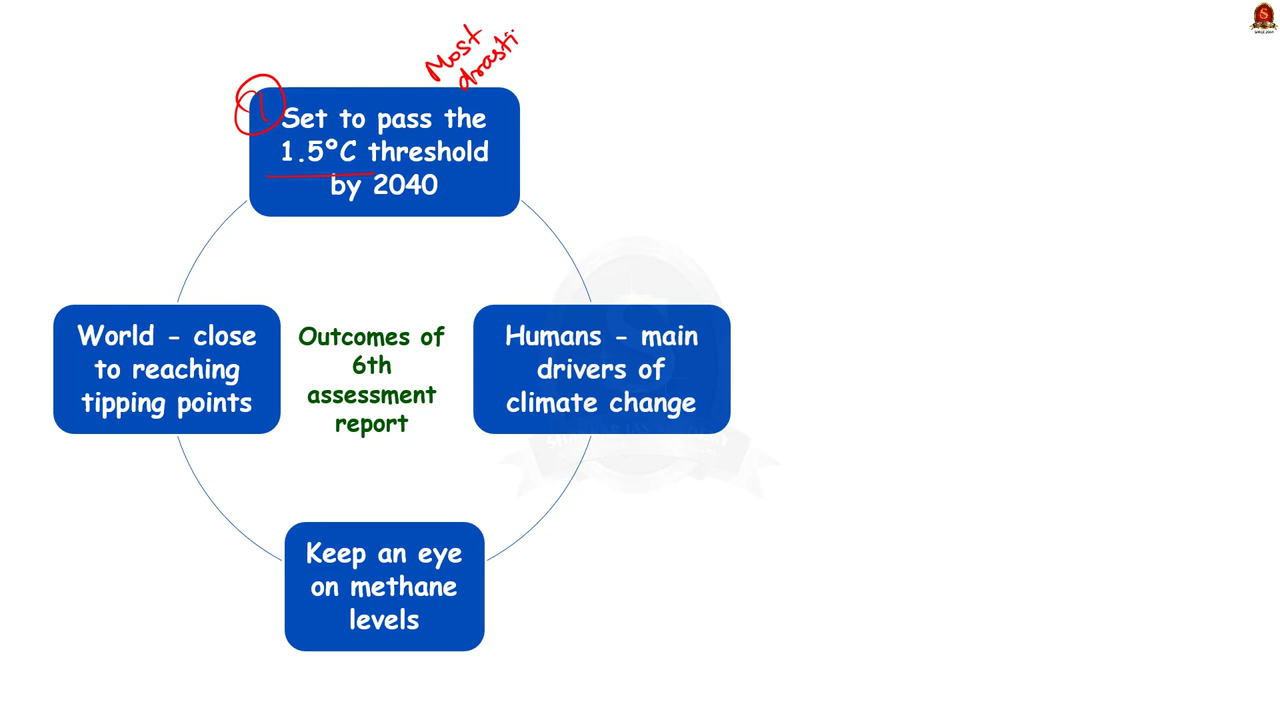 Most
drasti
1
Set to pass the
1.5°C threshold
by 2040
World - close
to reaching
tipping points
Outcomes of
6th
assessment
report
Humans - main
drivers of
climate change
Keep an eye
on methane
levels